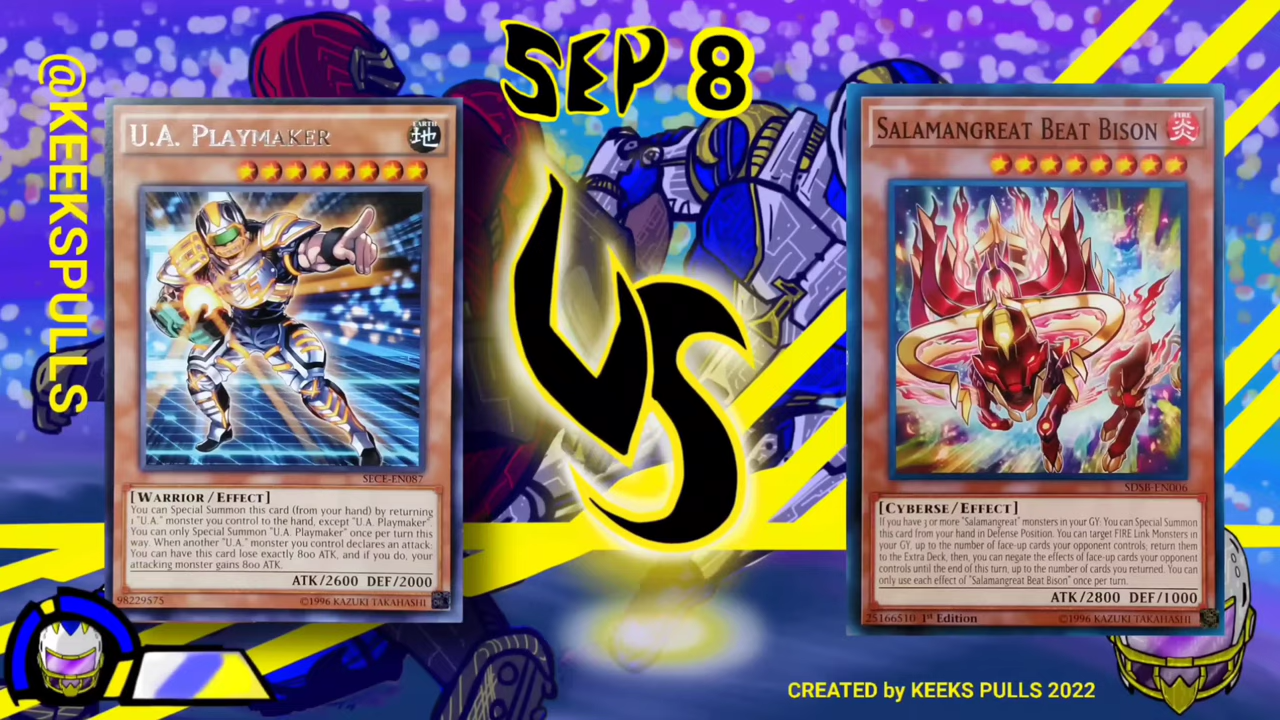 SEP 8
@KEEKSPULLS
U.A. PLAYMAKER
EARTH
地
SECE-EN087
[WARRIOR/EFFECT]
You can Special Summon this card (from your hand) by returning
1 "U.A." monster you control to the hand, except "U.A. Playmaker".
You can only Special Summon "U.A. Playmaker" once per turn this
way. When another "U.A." monster you control declares an attack:
You can have this card lose exactly 800 ATK, and if you do, your
attacking monster gains 800 ATK.
ATK/2600 DEF/2000
98229575
©1996 KAZUKI TAKAHASHI
VS
SALAMANGREAT BEAT BISON
FIRE
炎
SDSB-EN006
[CYBERSE/EFFECT]
If you have 3 or more "Salamangreat" monsters in your GY: You can Special Summon
this card from your hand in Defense Position. You can target FIRE Link Monsters in
your GY, up to the number of face-up cards your opponent controls, return them
to the Extra Deck, then, you can negate the effects of face-up cards your opponent
controls until the end of this turn, up to the number of cards you returned. You can
only use each effect of "Salamangreat Beat Bison" once per turn.
ATK/2800 DEF/1000
25166510 1st Edition
©1996 KAZUKI TAKAHASHI
CREATED by KEEKS PULLS 2022